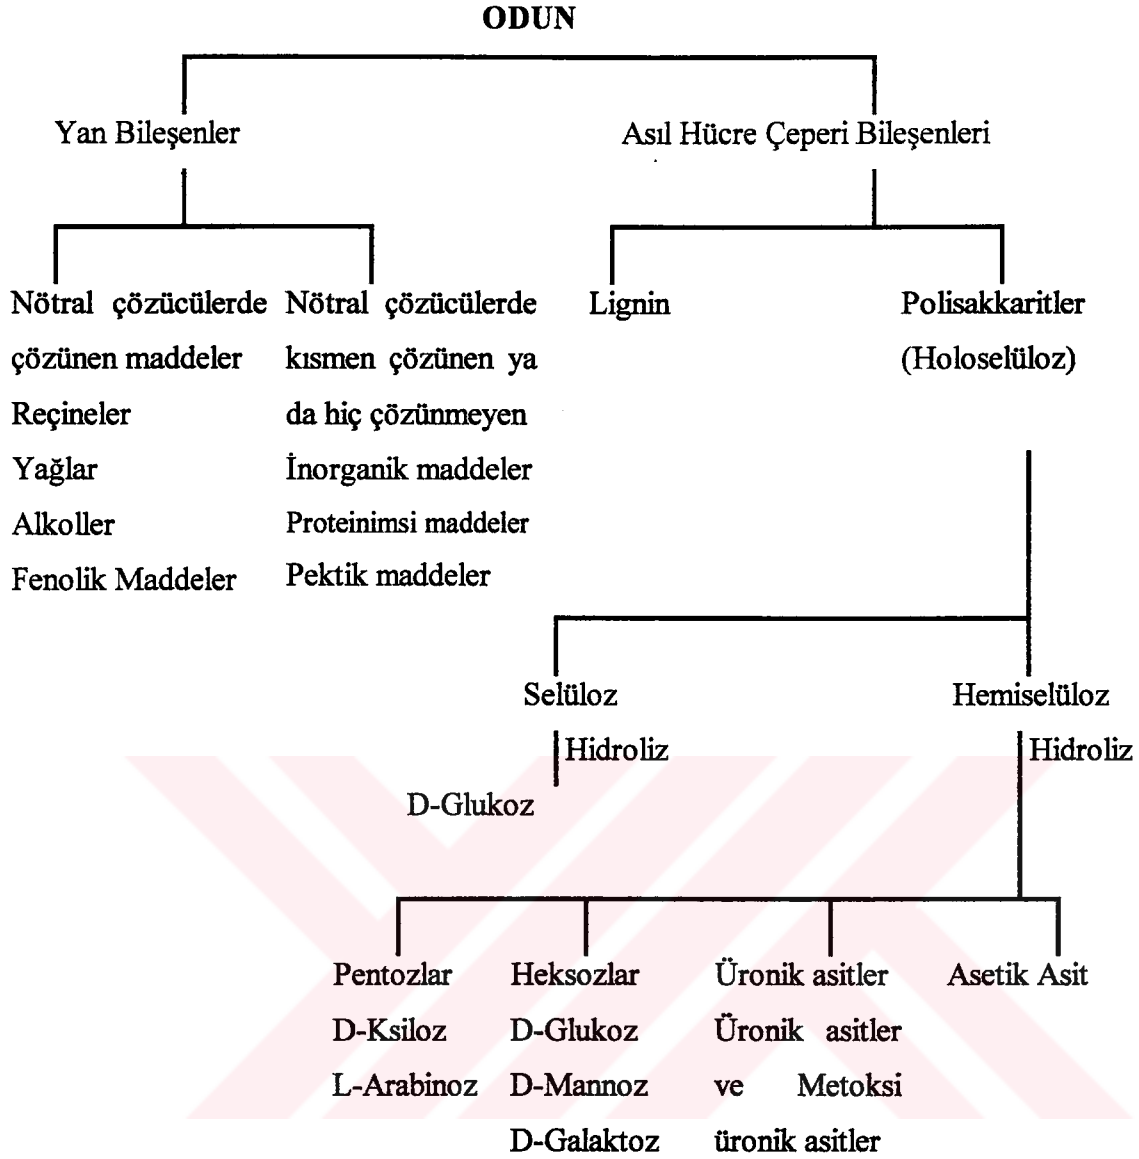 ODUN
Yan Bileşenler
Asıl Hücre Çeperi Bileşenleri
Nötral çözücülerde
çözünen maddeler
Reçineler
Yağlar
Alkoller
Fenolik Maddeler
Nötral çözücülerde
kısmen çözünen ya
da hiç çözünmeyen
İnorganik maddeler
Proteinimsi maddeler
Pektik maddeler
Lignin
Polisakkaritler
(Holoselüloz)
Selüloz
Hidroliz
D-Glukoz
Hemiselüloz
Hidroliz
Pentozlar
D-Ksiloz
L-Arabinoz
Heksozlar
D-Glukoz
D-Mannoz
D-Galaktoz
Üronik asitler
Üronik asitler
ve Metoksi
üronik asitler
Asetik Asit